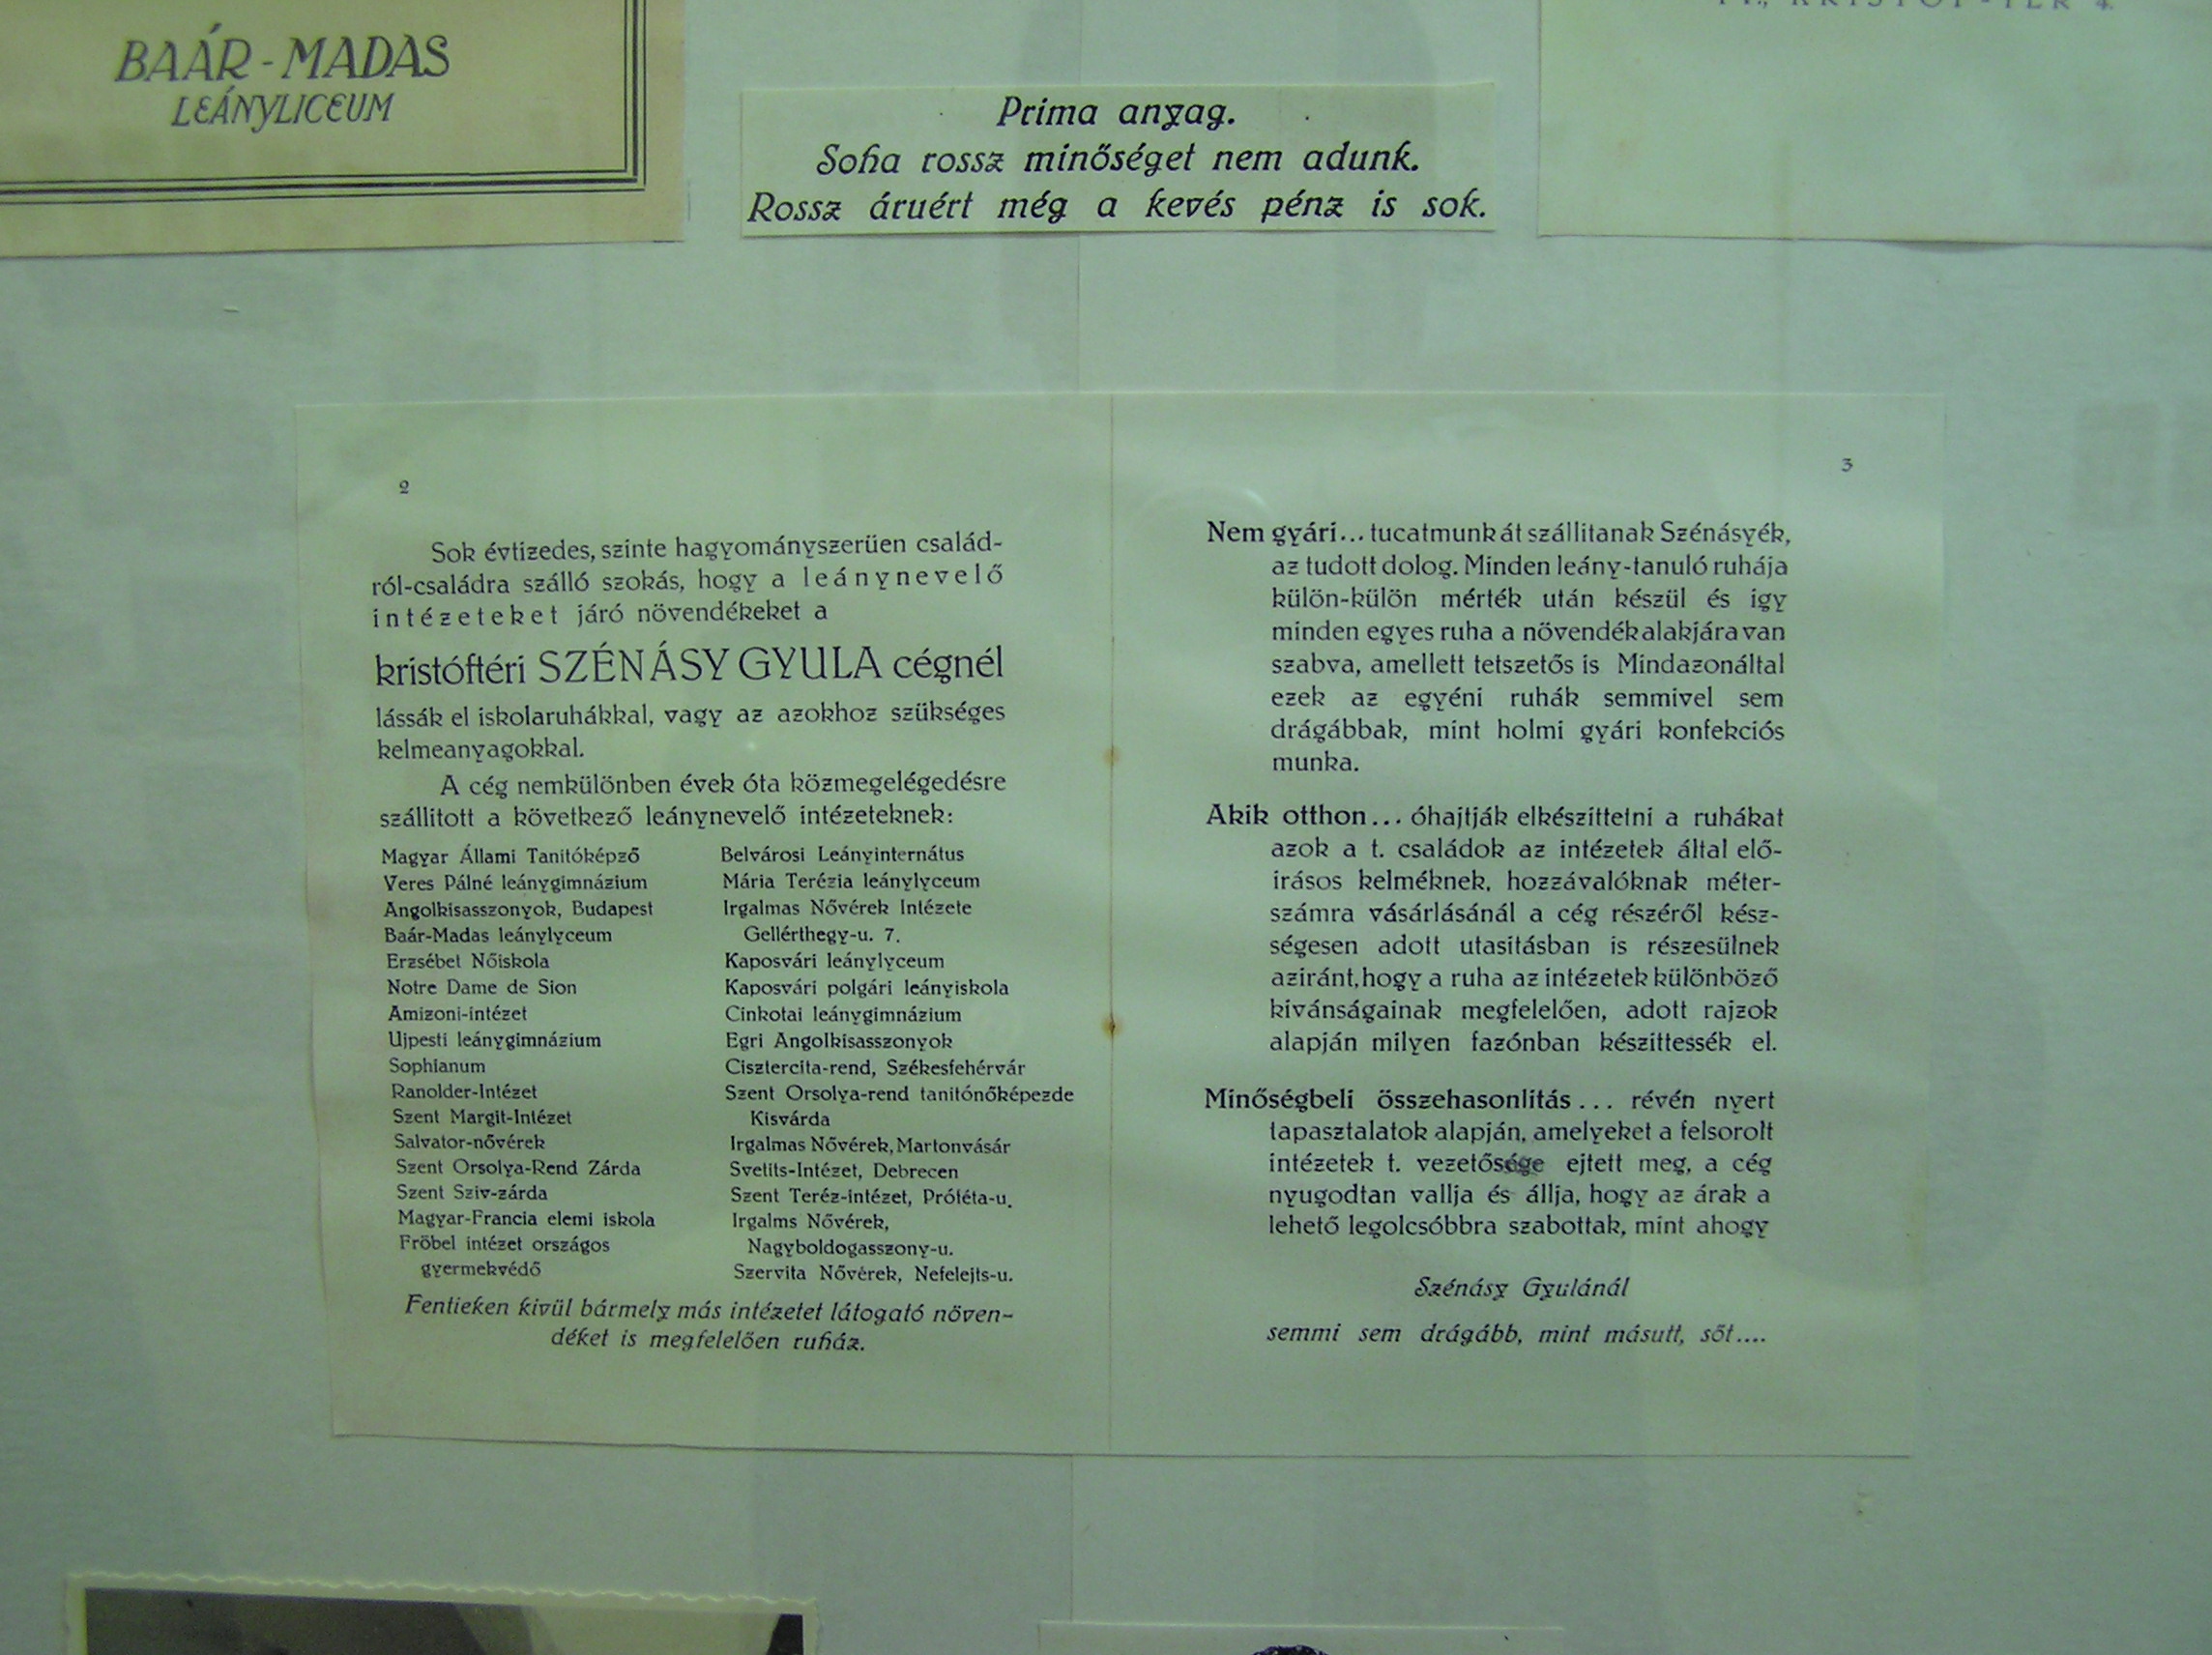 BAÁR - MADAS
LEÁNYLICEUM
KRISTÓF - TÉR 4.
Prima anyag.
Soha rossz minőséget nem adunk.
Rossz áruért még a kevés pénz is sok.
2
Sok évtizedes, szinte hagyományszerüen család-
ról-családra szálló szokás, hogy a leánynevelő
intézeteket járó növendékeket a
kristóftéri SZÉNÁSY GYULA cégnél
lássák el iskolaruhákkal, vagy az azokhoz szükséges
kelmeanyagokkal.
A cég nemkülönben évek óta közmegelégedésre
szállitott a következő leánynevelő intézeteknek:
Magyar Állami Tanitóképző
Veres Pálné leánygimnázium
Angolkisasszonyok, Budapest
Baár-Madas leánylyceum
Erzsébet Nőiskola
Notre Dame de Sion
Amizoni-intézet
Ujpesti leánygimnázium
Sophianum
Ranolder-Intézet
Szent Margit-Intézet
Salvator-nővérek
Szent Orsolya-Rend Zárda
Szent Sziv-zárda
Magyar-Francia elemi iskola
Fröbel intézet országos
gyermekvédő
Belvárosi Leányinternátus
Mária Terézia leánylyceum
Irgalmas Nővérek Intézete
Gellérthegy-u. 7.
Kaposvári leánylyceum
Kaposvári polgári leányiskola
Cinkotai leánygimnázium
Egri Angolkisasszonyok
Cisztercita-rend, Székesfehérvár
Szent Orsolya-rend tanitónőképezde
Kisvárda
Irgalmas Nővérek, Martonvásár
Svetits-Intézet, Debrecen
Szent Teréz-intézet, Próféta-u.
Irgalms Nővérek,
Nagyboldogasszony-u.
Szervita Nővérek, Nefelejts-u.
Fentieken kivül bármely más intézetet látogató növen-
déket is megfelelően ruház.
3
Nem gyári... tucatmunkát szállitanak Szénásyék,
az tudott dolog. Minden leány-tanuló ruhája
külön-külön mérték után készül és igy
minden egyes ruha a növendék alakjára van
szabva, amellett tetszetős is Mindazonáltal
ezek az egyéni ruhák semmivel sem
drágábbak, mint holmi gyári konfekciós
munka.
Akik otthon... óhajtják elkészittetni a ruhákat
azok a t. családok az intézetek által elő-
irásos kelméknek, hozzávalóknak méter-
számra vásárlásánál a cég részéről kész-
ségesen adott utasitásban is részesülnek
aziránt, hogy a ruha az intézetek különböző
kivánságainak megfelelően, adott rajzok
alapján milyen fazónban készittessék el.
Minőségbeli összehasonlitás... révén nyert
tapasztalatok alapján, amelyeket a felsorolt
intézetek t. vezetősége ejtett meg, a cég
nyugodtan vallja és állja, hogy az árak a
lehető legolcsóbbra szabottak, mint ahogy
Szénásy Gyulánál
semmi sem drágább, mint másutt, sőt....